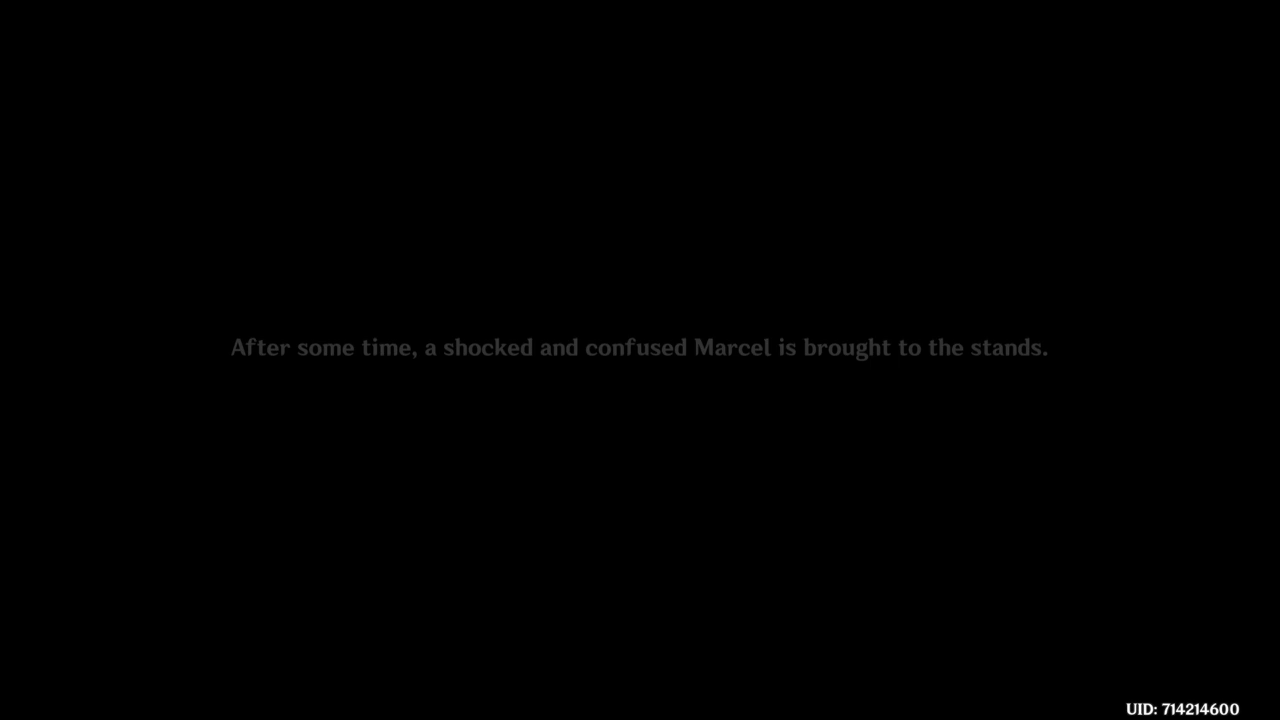 After some time, a shocked and confused Marcel is brought to the stands.
UID: 714214600